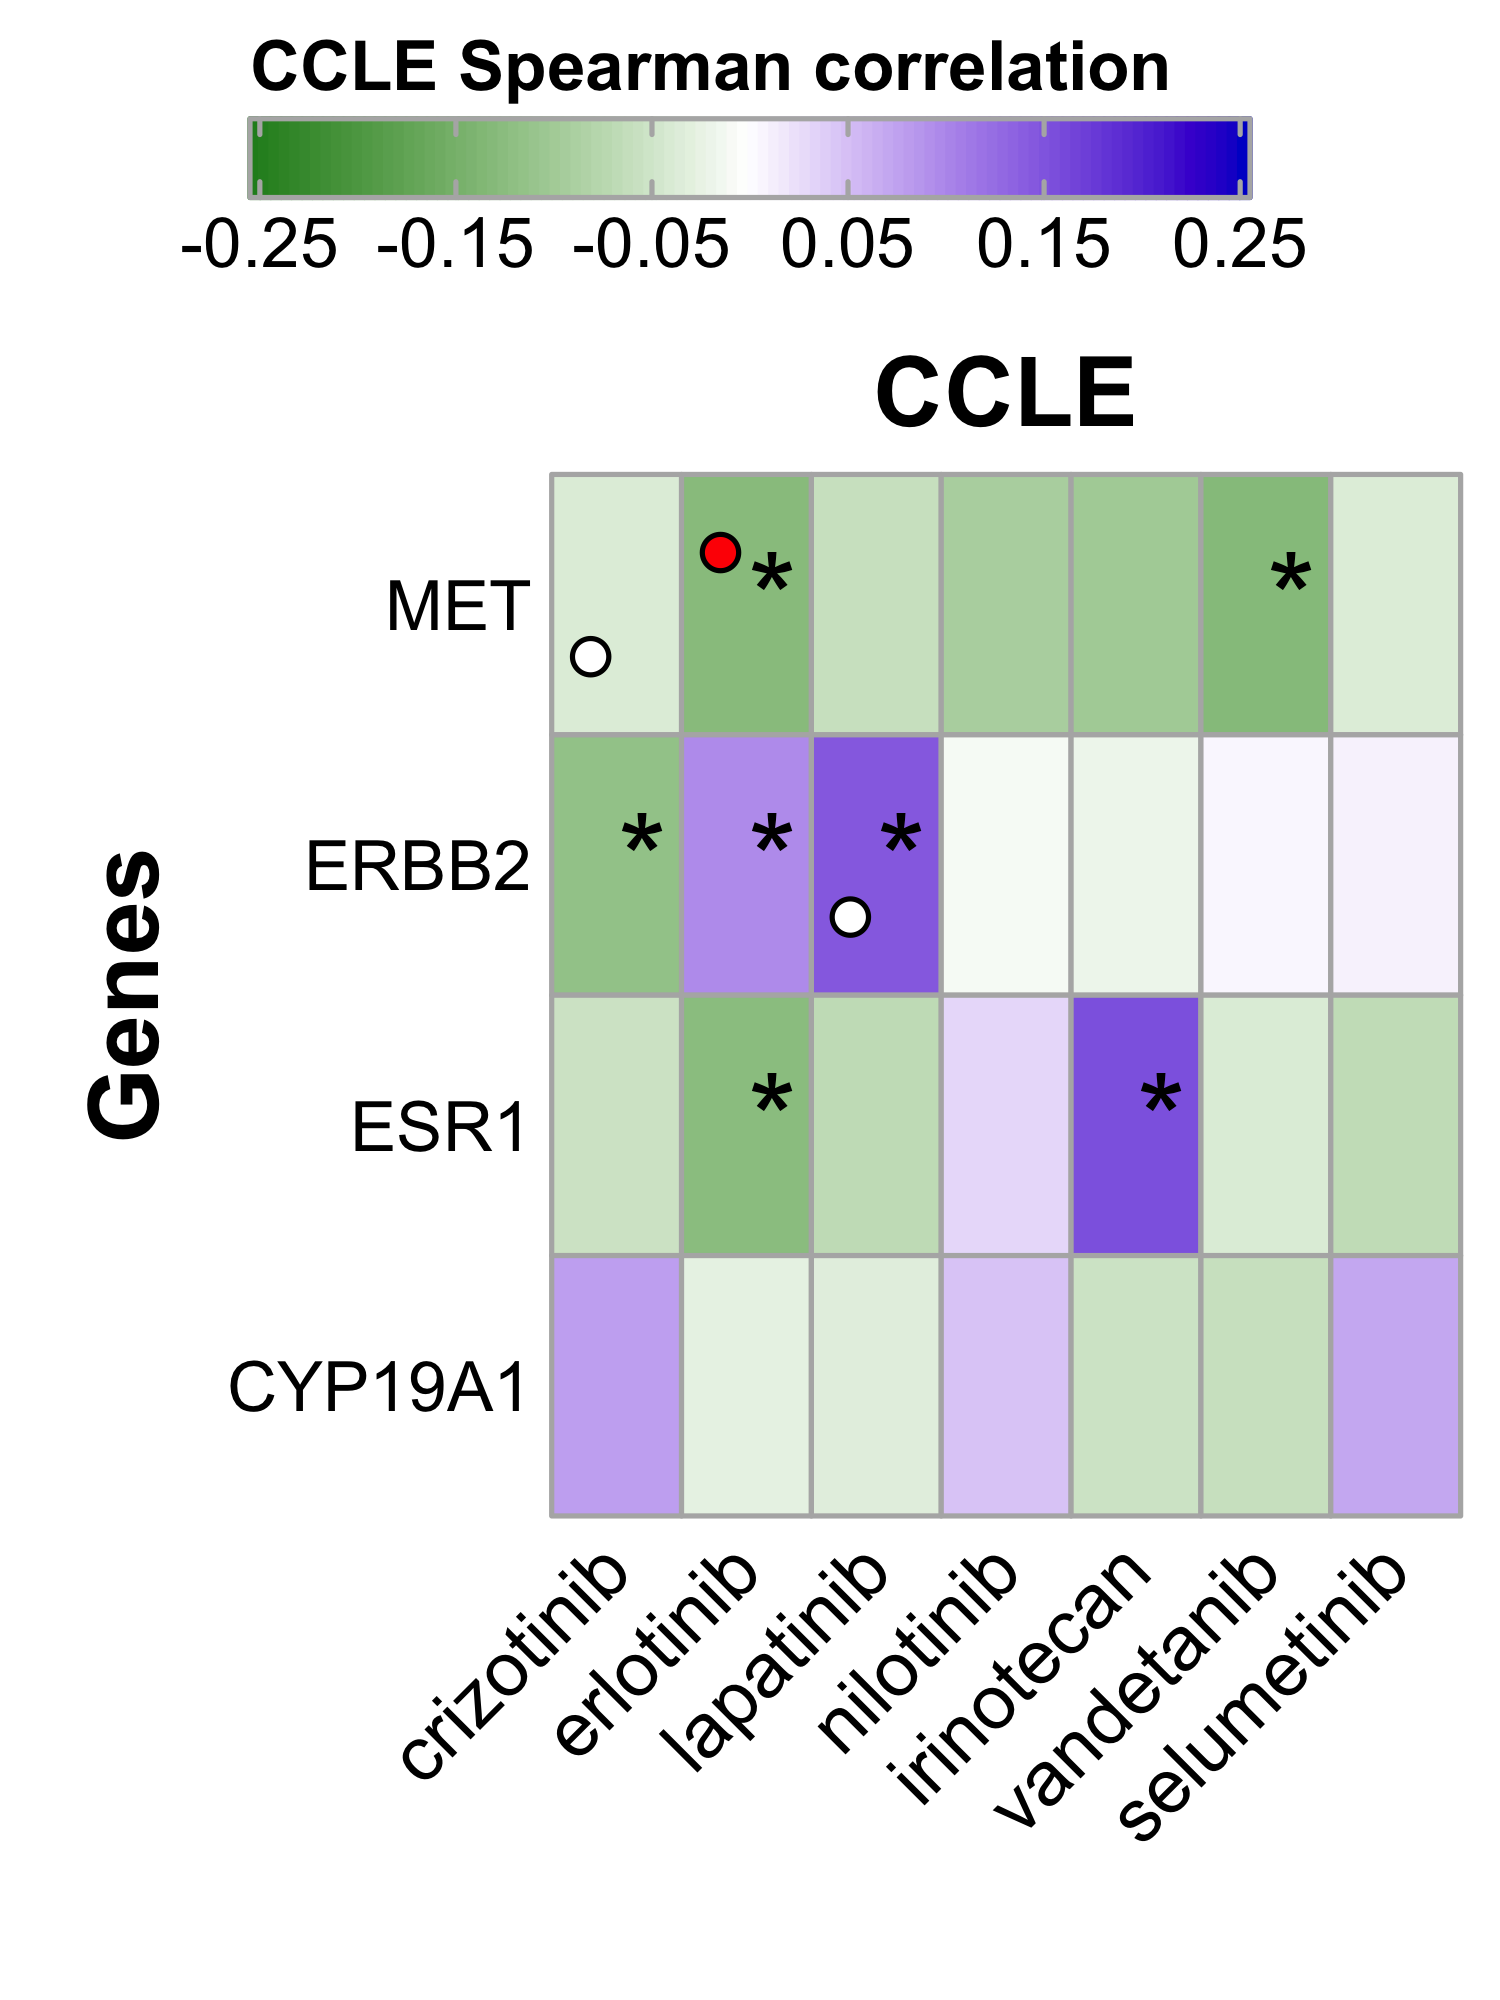 CCLE Spearman correlation
-0.25 -0.15 -0.05 0.05 0.15 0.25
CCLE
Genes
MET
* *
ERBB2
* * *
ESR1
* *
CYP19A1
crizotinib
erlotinib
lapatinib
nilotinib
irinotecan
vandetanib
selumetinib